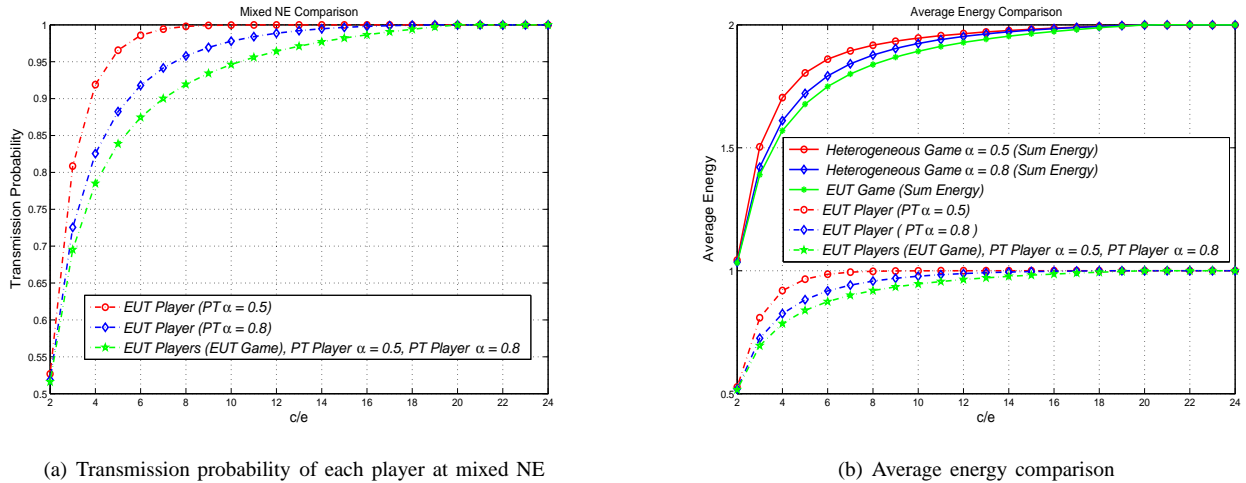 Mixed NE Comparison
1
0.95
0.9
0.85
0.8
0.75
0.7
0.65
0.6
0.55
0.5
Transmission Probability
EUT Player (PT α = 0.5)
EUT Player (PT α = 0.8)
EUT Players (EUT Game), PT Player α = 0.5, PT Player α = 0.8
2 4 6 8 10 12 14 16 18 20 22 24
c/e
(a) Transmission probability of each player at mixed NE
Average Energy Comparison
2
1.5
1
0.5
Average Energy
Heterogeneous Game α = 0.5 (Sum Energy)
Heterogeneous Game α = 0.8 (Sum Energy)
EUT Game (Sum Energy)
EUT Player (PT α = 0.5)
EUT Player ( PT α = 0.8 )
EUT Players (EUT Game), PT Player α = 0.5, PT Player α = 0.8
2 4 6 8 10 12 14 16 18 20 22 24
c/e
(b) Average energy comparison